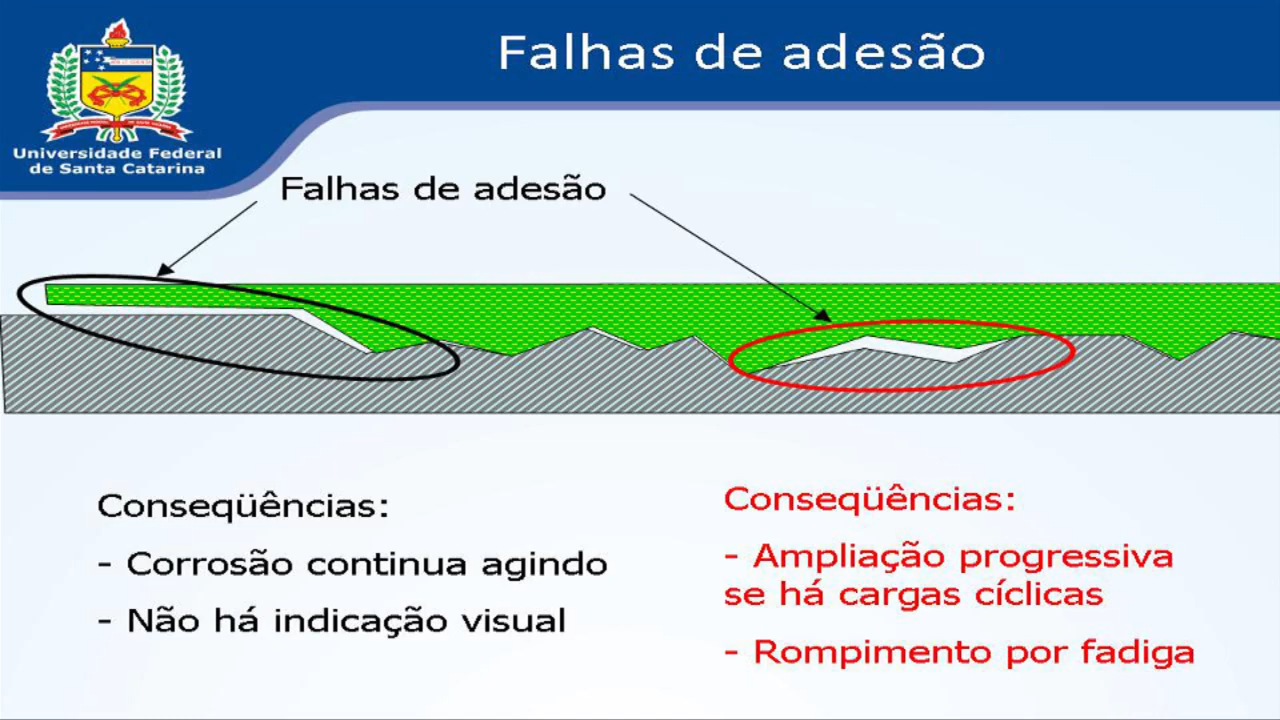 Falhas de adesão
Universidade Federal
de Santa Catarina
Falhas de adesão
Conseqüências:
- Corrosão continua agindo
- Não há indicação visual
Conseqüências:
- Ampliação progressiva
se há cargas cíclicas
- Rompimento por fadiga